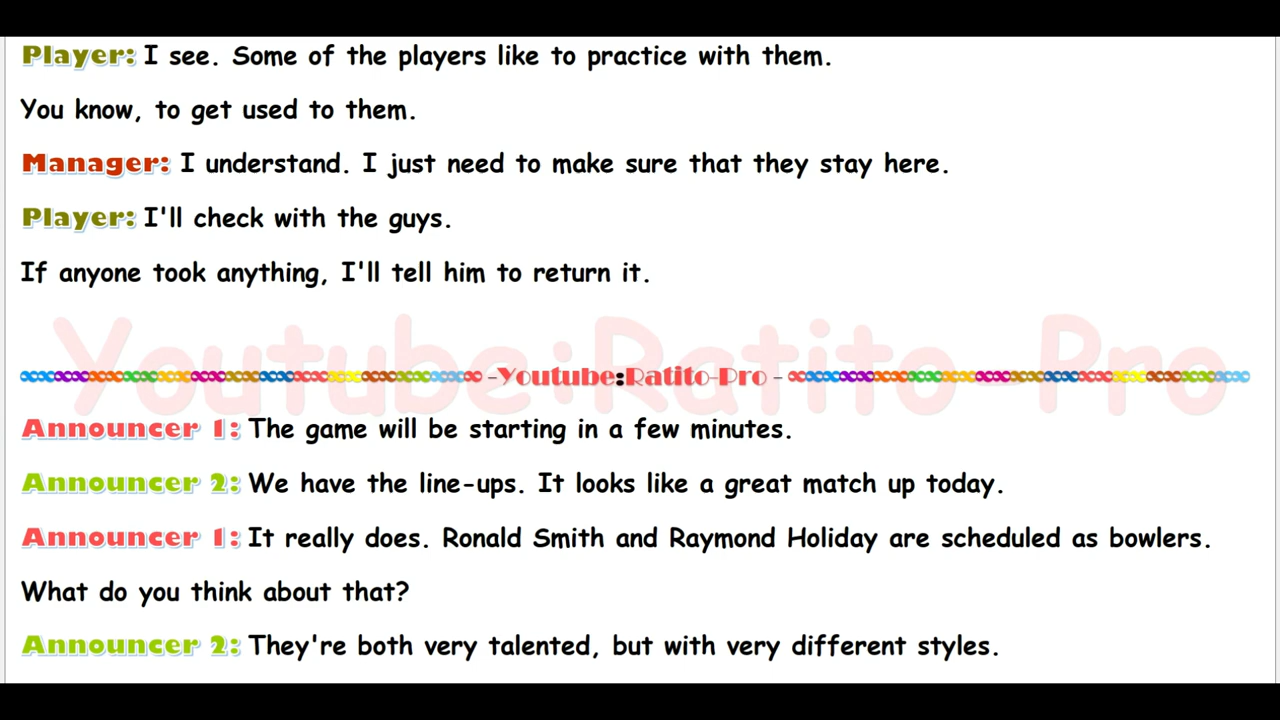 Player: I see. Some of the players like to practice with them.
You know, to get used to them.
Manager: I understand. I just need to make sure that they stay here.
Player: I'll check with the guys.
If anyone took anything, I'll tell him to return it.
Youtube:Ratito-Pro
-Youtube:Ratito-Pro -
Announcer 1: The game will be starting in a few minutes.
Announcer 2: We have the line-ups. It looks like a great match up today.
Announcer 1: It really does. Ronald Smith and Raymond Holiday are scheduled as bowlers.
What do you think about that?
Announcer 2: They're both very talented, but with very different styles.